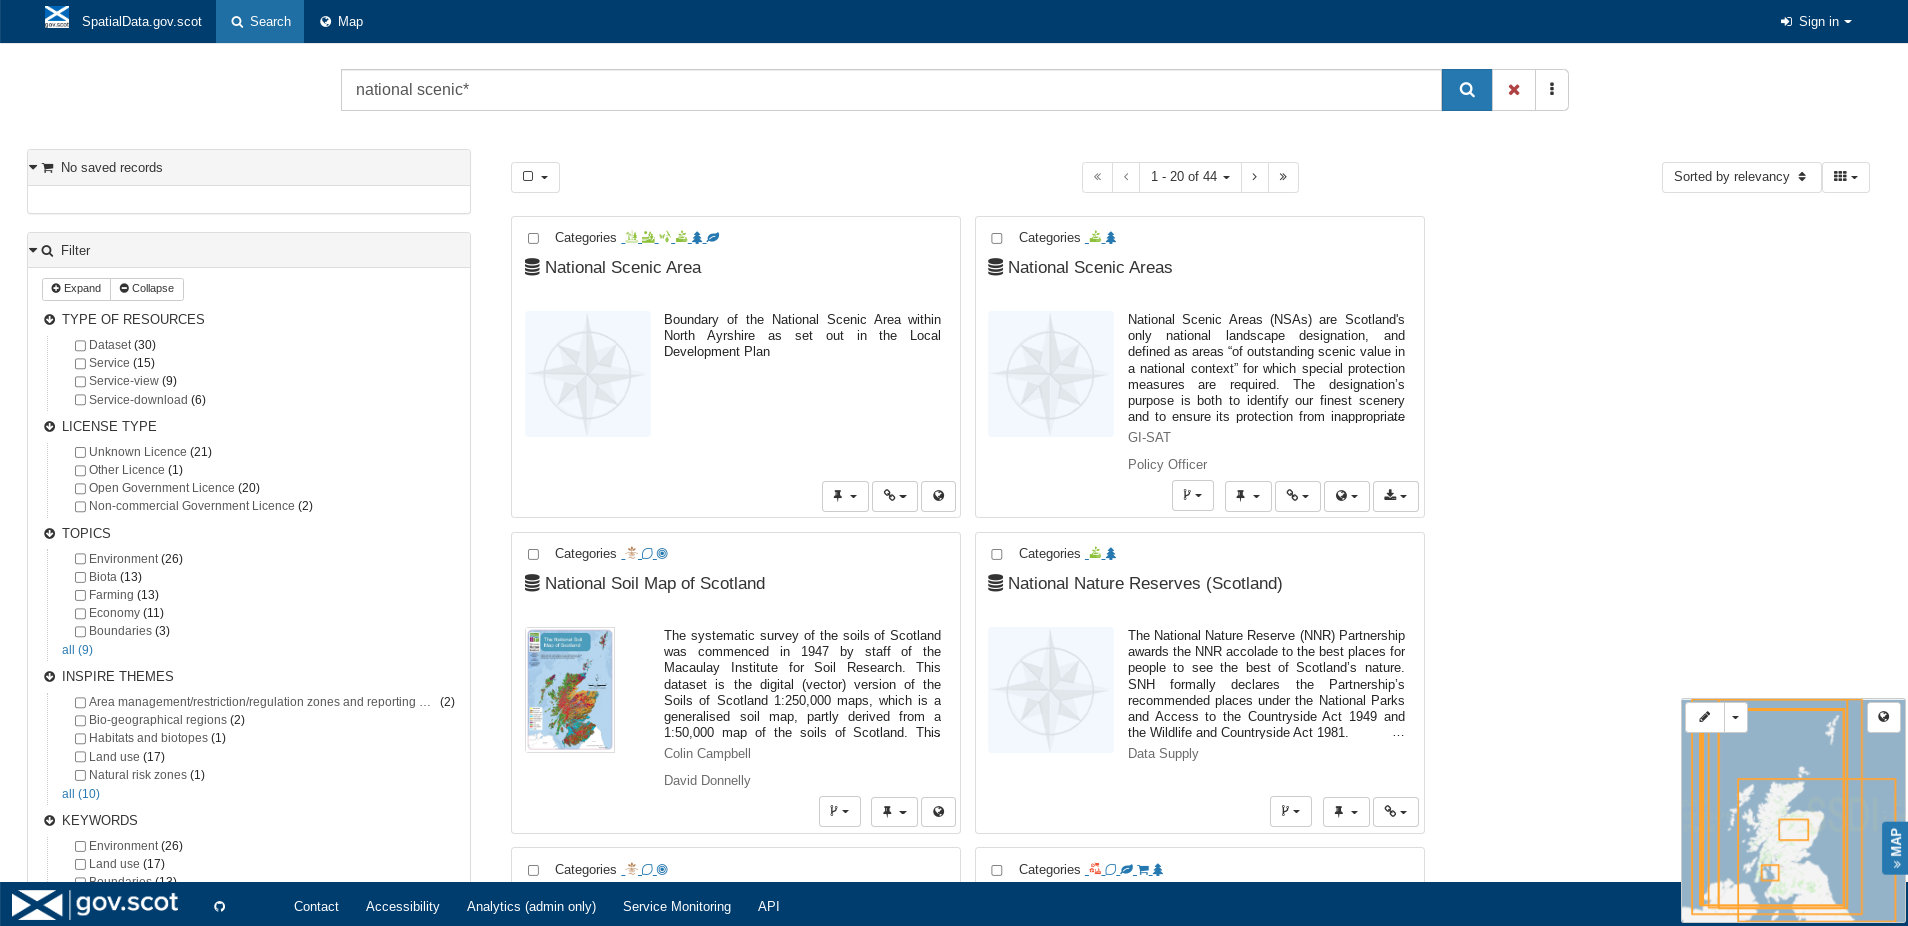 SpatialData.gov.scot
Search
Map
Sign in
national scenic*
No saved records
1 - 20 of 44
Sorted by relevancy
Filter
Expand
Collapse
TYPE OF RESOURCES
Dataset (30)
Service (15)
Service-view (9)
Service-download (6)
LICENSE TYPE
Unknown Licence (21)
Other Licence (1)
Open Government Licence (20)
Non-commercial Government Licence (2)
TOPICS
Environment (26)
Biota (13)
Farming (13)
Economy (11)
Boundaries (3)
all (9)
INSPIRE THEMES
Area management/restriction/regulation zones and reporting … (2)
Bio-geographical regions (2)
Habitats and biotopes (1)
Land use (17)
Natural risk zones (1)
all (10)
KEYWORDS
Environment (26)
Land use (17)
Boundaries (13)
Categories
National Scenic Area
Boundary of the National Scenic Area within
North Ayrshire as set out in the Local
Development Plan
Categories
National Scenic Areas
National Scenic Areas (NSAs) are Scotland's
only national landscape designation, and
defined as areas “of outstanding scenic value in
a national context” for which special protection
measures are required. The designation’s
purpose is both to identify our finest scenery
and to ensure its protection from inappropriate
…
GI-SAT
Policy Officer
Categories
National Soil Map of Scotland
The National Soil
Map of Scotland
The systematic survey of the soils of Scotland
was commenced in 1947 by staff of the
Macaulay Institute for Soil Research. This
dataset is the digital (vector) version of the
Soils of Scotland 1:250,000 maps, which is a
generalised soil map, partly derived from a
1:50,000 map of the soils of Scotland. This
Colin Campbell
David Donnelly
Categories
National Nature Reserves (Scotland)
The National Nature Reserve (NNR) Partnership
awards the NNR accolade to the best places for
people to see the best of Scotland’s nature.
SNH formally declares the Partnership’s
recommended places under the National Parks
and Access to the Countryside Act 1949 and
the Wildlife and Countryside Act 1981. …
Data Supply
Categories
Categories
MAP
gov.scot
Contact
Accessibility
Analytics (admin only)
Service Monitoring
API